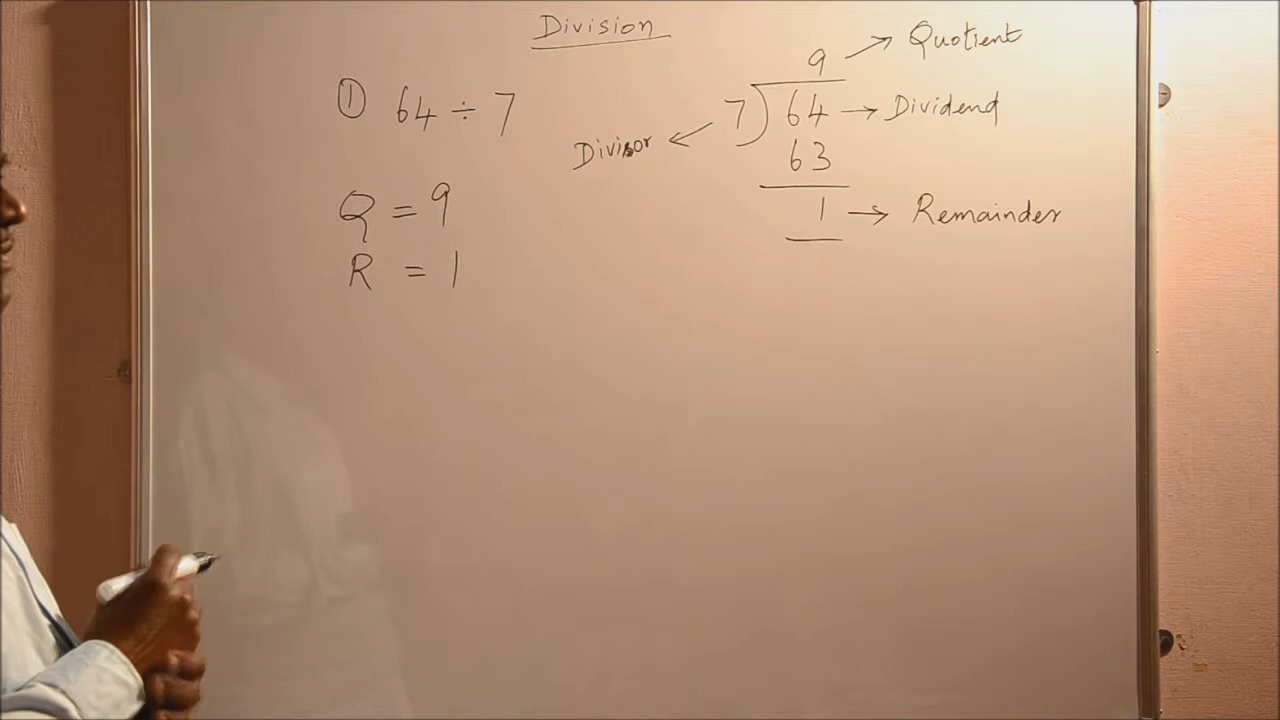 Division
① 64 ÷ 7
Q = 9
R = 1
9 → Quotient
7 ) 64 → Dividend
Divisor ←
63
1 → Remainder